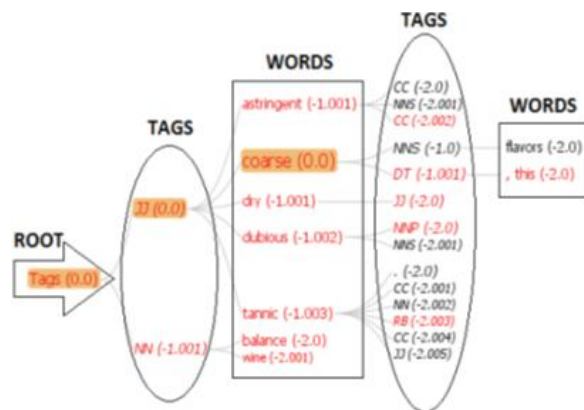 TAGS
WORDS
WORDS
TAGS
ROOT
Tags (0.0)
JJ (0.0)
NN (-1.001)
astringent (-1.001)
coarse (0.0)
dry (-1.001)
dubious (-1.002)
tannic (-1.003)
balance (-2.0)
wine (-2.001)
CC (-2.0)
NNS (-2.001)
CC (-2.002)
NNS (-1.0)
DT (-1.001)
JJ (-2.0)
NNP (-2.0)
NNS (-2.001)
. (-2.0)
CC (-2.001)
NN (-2.002)
RB (-2.003)
CC (-2.004)
JJ (-2.005)
flavors (-2.0)
, this (-2.0)